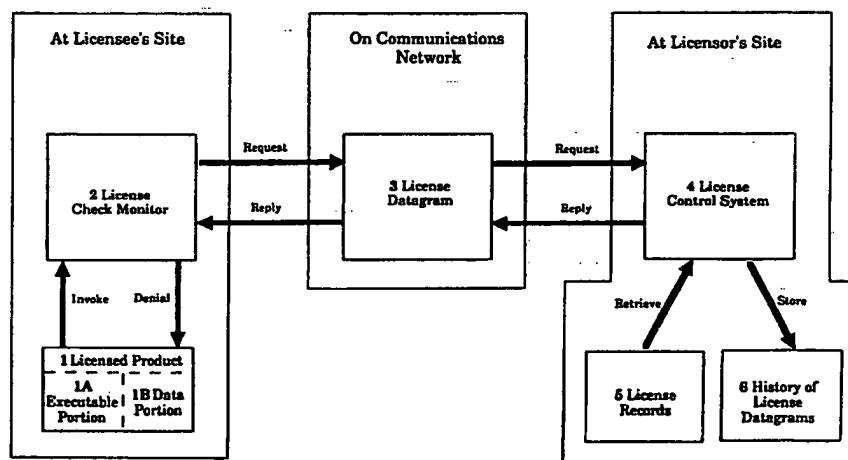 At Licensee's Site
On Communications
Network
At Licensor's Site
Request
Request
2 License
Check Monitor
3 License
Datagram
4 License
Control System
Reply
Reply
Invoke
Denial
Retrieve
Store
1 Licensed Product
1A
Executable
Portion
1B Data
Portion
5 License
Records
6 History of
License
Datagrams